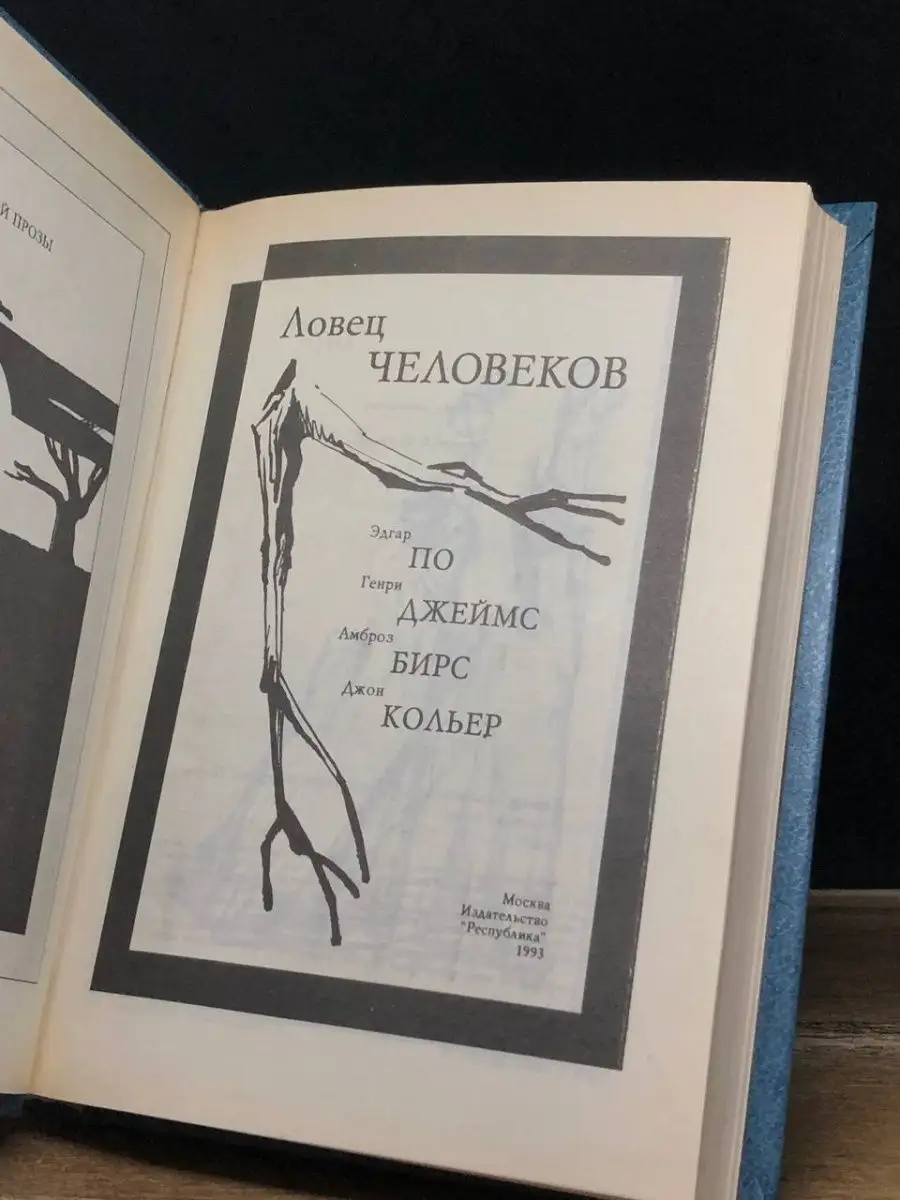 ПРОЗЫ
Ловец
ЧЕЛОВЕКОВ
Эдгар
ПО
Генри
ДЖЕЙМС
Амброз
БИРС
Джон
КОЛЬЕР
Москва
Издательство
"Республика"
1993